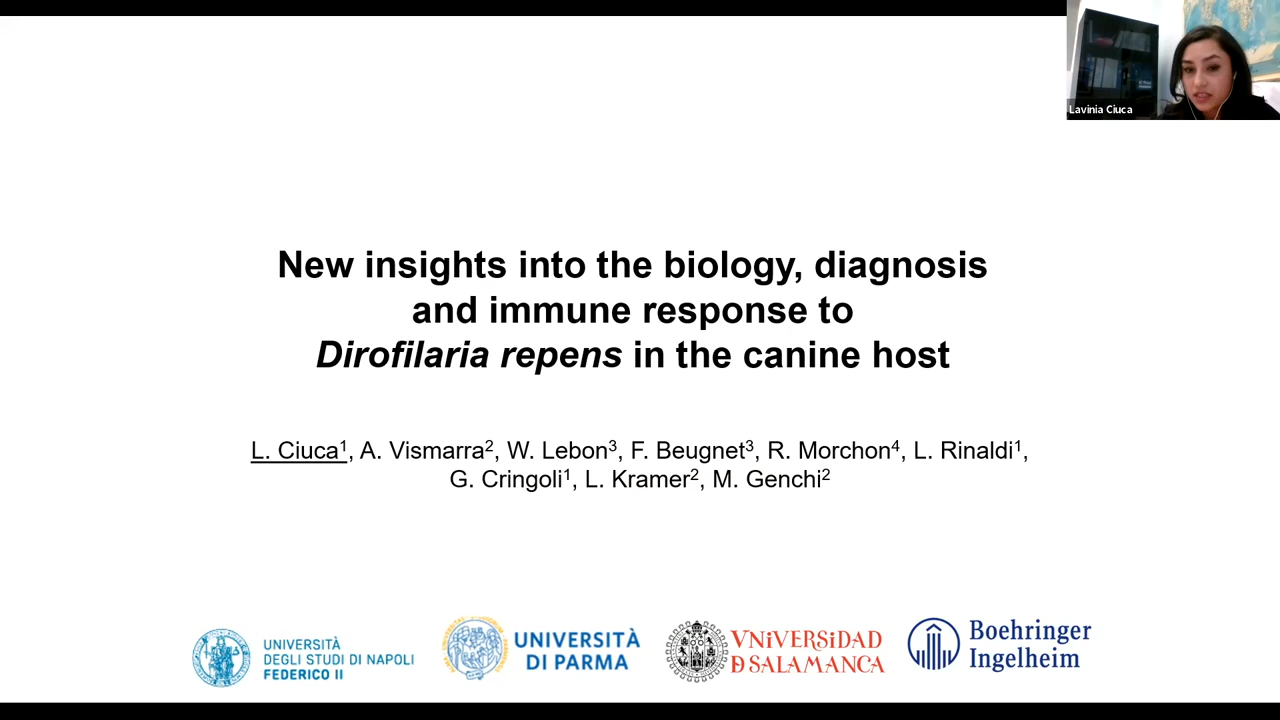 Lavinia Ciuca
New insights into the biology, diagnosis
and immune response to
Dirofilaria repens in the canine host
L. Ciuca¹, A. Vismarra², W. Lebon³, F. Beugnet³, R. Morchon⁴, L. Rinaldi¹,
G. Cringoli¹, L. Kramer², M. Genchi²
UNIVERSITÀ
DEGLI STUDI DI NAPOLI
FEDERICO II
UNIVERSITÀ
DI PARMA
VNiVERSiDAD
D SALAMANCA
Boehringer
Ingelheim